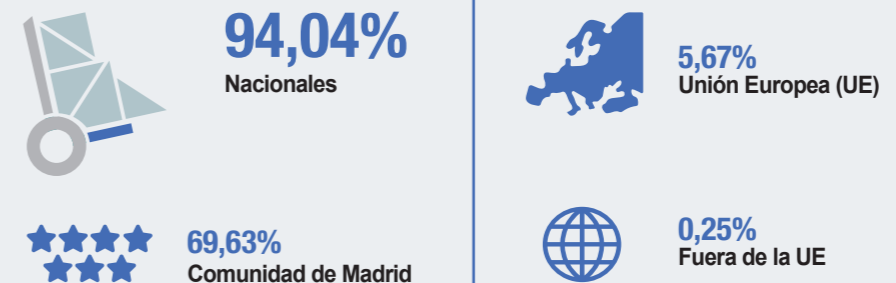 94,04%
Nacionales
69,63%
Comunidad de Madrid
5,67%
Unión Europea (UE)
0,25%
Fuera de la UE